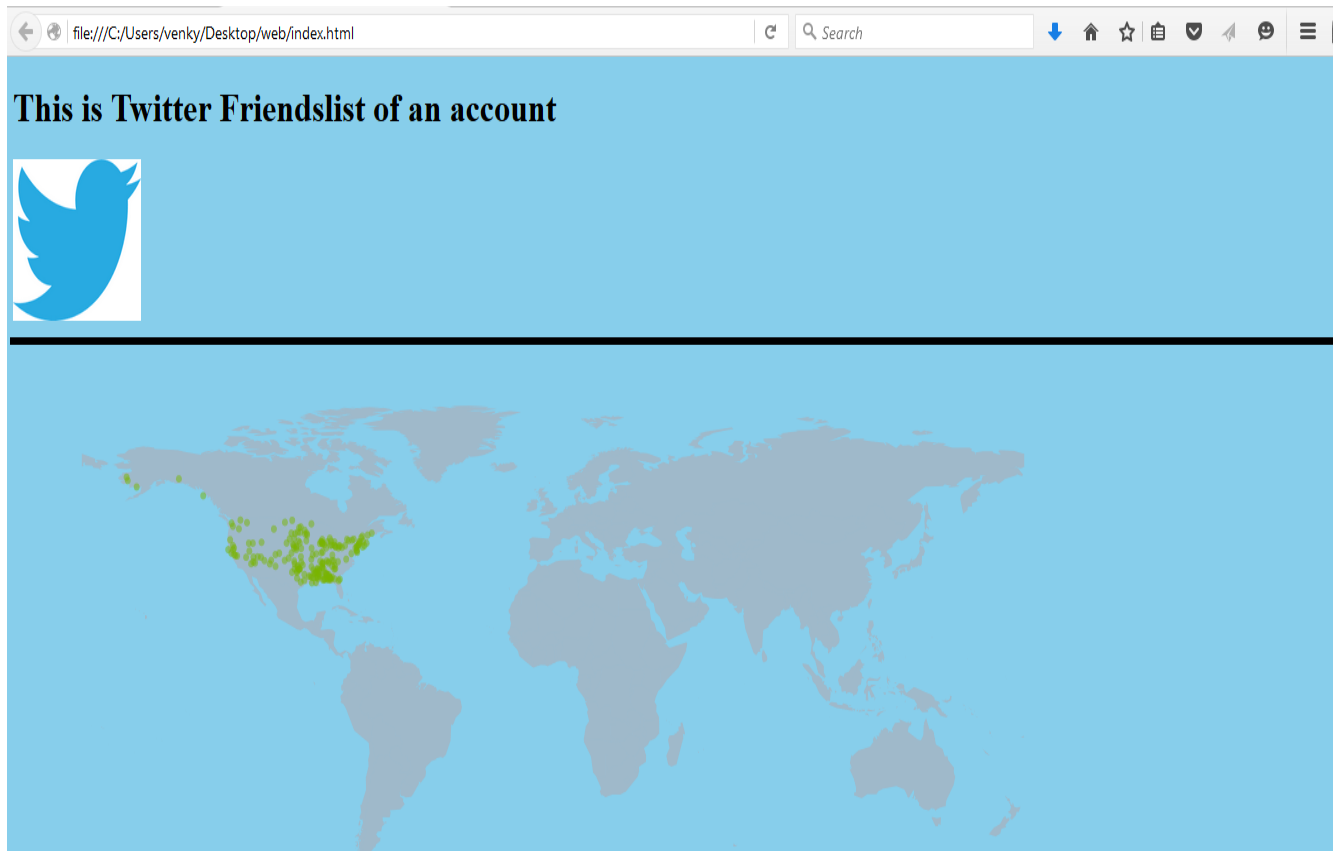 file:///C:/Users/venky/Desktop/web/index.html
Search
This is Twitter Friendslist of an account